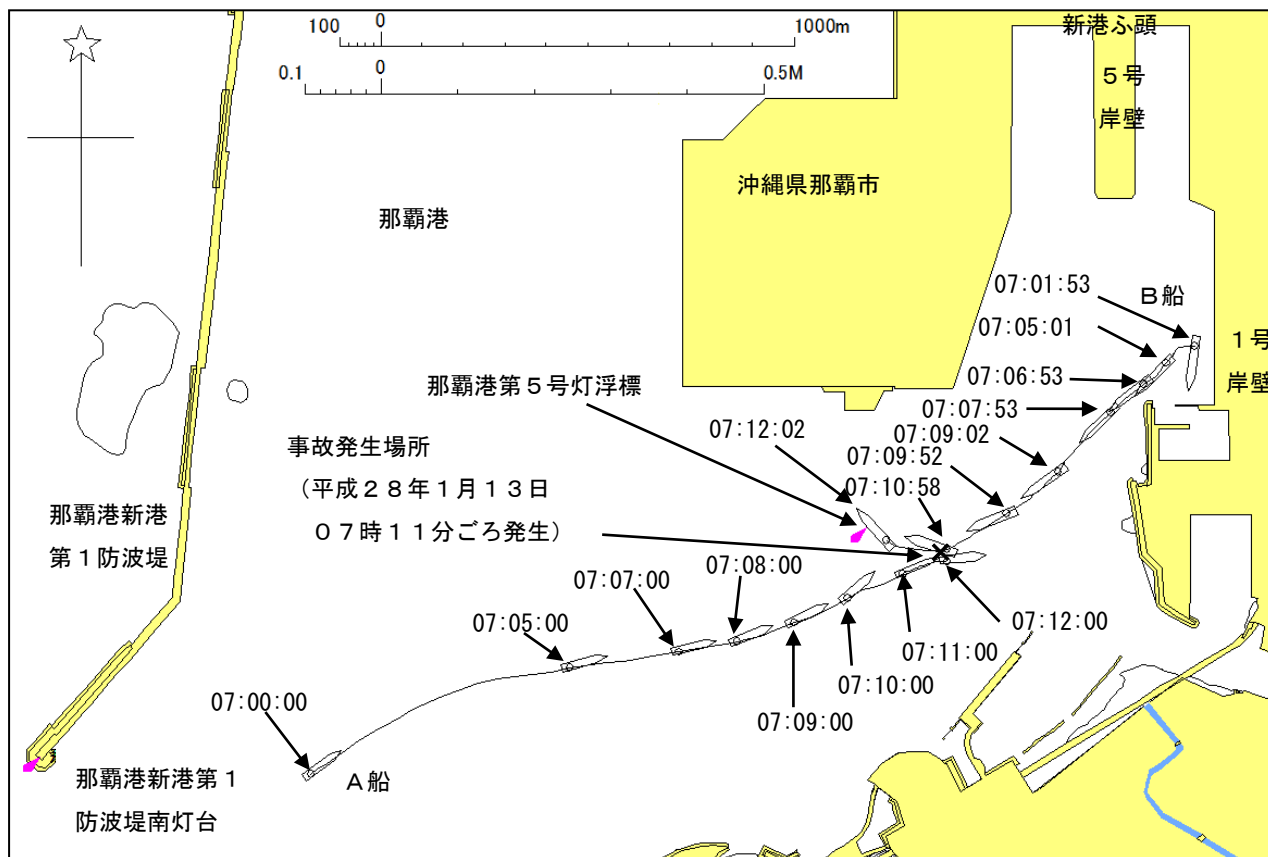 100 0 1000m
0.1 0 0.5M
新港ふ頭
５号
岸壁
沖縄県那覇市
那覇港
07:01:53
Ｂ船
07:05:01
１号
岸壁
07:06:53
那覇港第５号灯浮標
07:07:53
07:12:02
07:09:02
事故発生場所
07:09:52
（平成２８年１月１３日
07:10:58
０７時１１分ごろ発生）
那覇港新港
第１防波堤
07:08:00
07:07:00
07:05:00
07:12:00
07:11:00
07:10:00
07:00:00
07:09:00
那覇港新港第１
防波堤南灯台
Ａ船